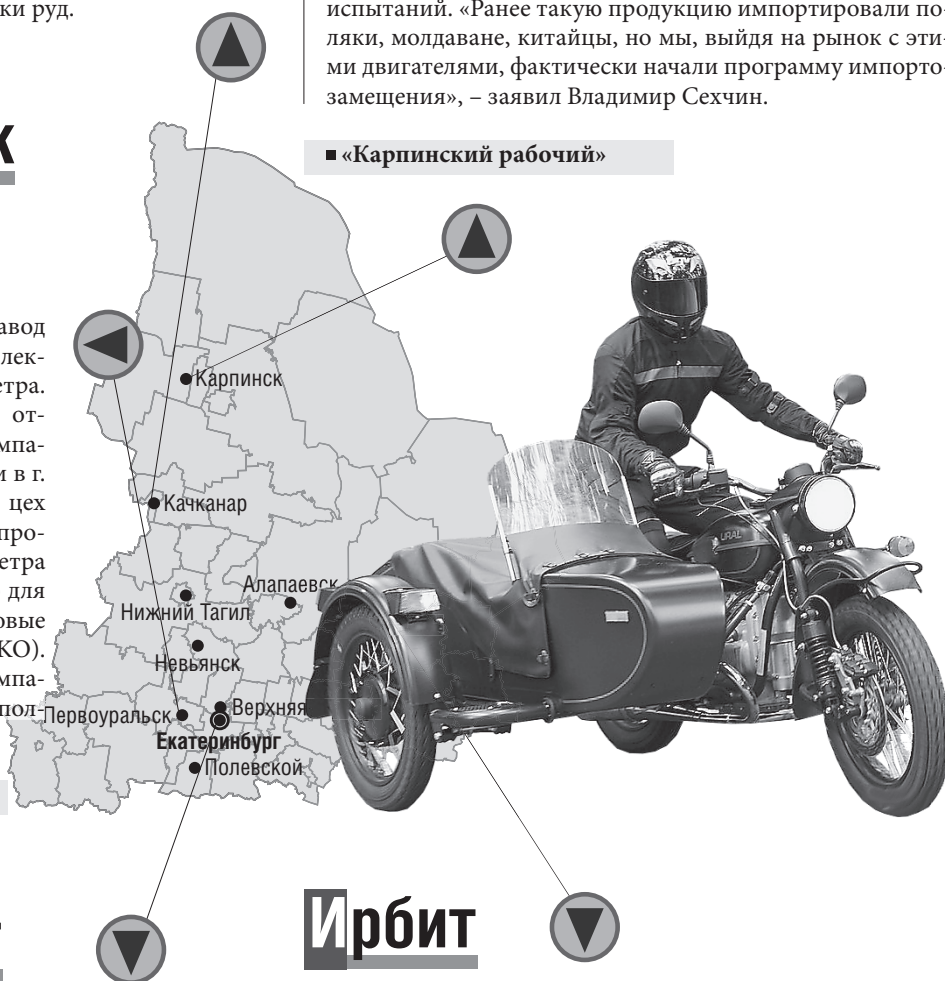 ки руд.
испытаний. «Ранее такую продукцию импортировали по-
ляки, молдаване, китайцы, но мы, выйдя на рынок с эти-
ми двигателями, фактически начали программу импорто-
замещения», – заявил Владимир Сехчин.
к
«Карпинский рабочий»
авод
лек-
етра.
от-
мпа-
и в г.
цех
про-
етра
для
овые
КО).
мпа-
пол-
Карпинск
Качканар
Алапаевск
Нижний Тагил
Невьянск
Первоуральск
Верхняя
Екатеринбург
Полевской
URAL
Ирбит